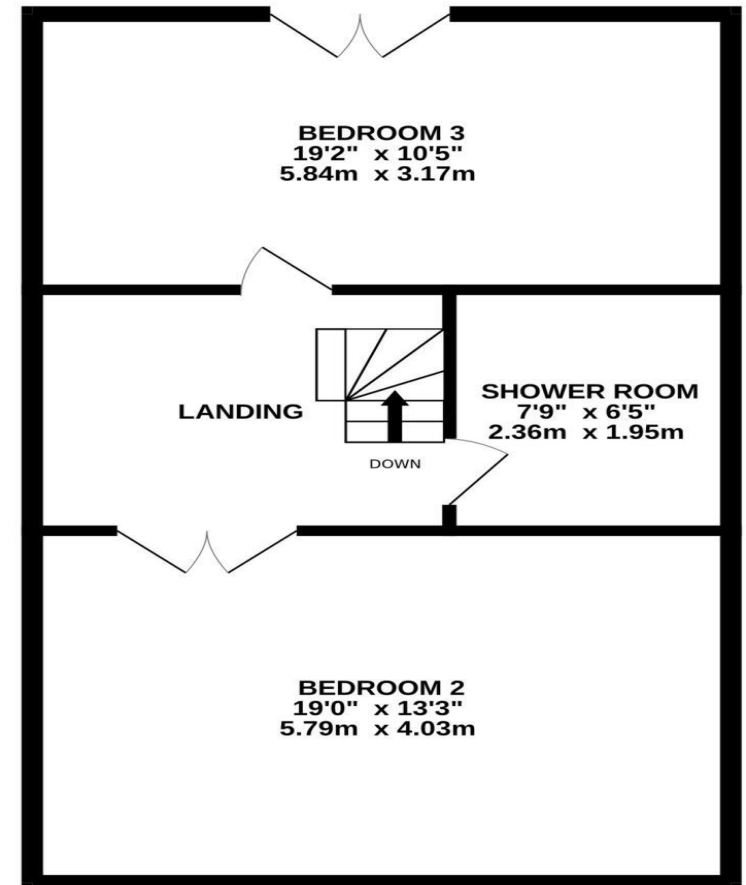 BEDROOM 3
19'2" x 10'5"
5.84m x 3.17m
LANDING
SHOWER ROOM
7'9" x 6'5"
2.36m x 1.95m
DOWN
BEDROOM 2
19'0" x 13'3"
5.79m x 4.03m